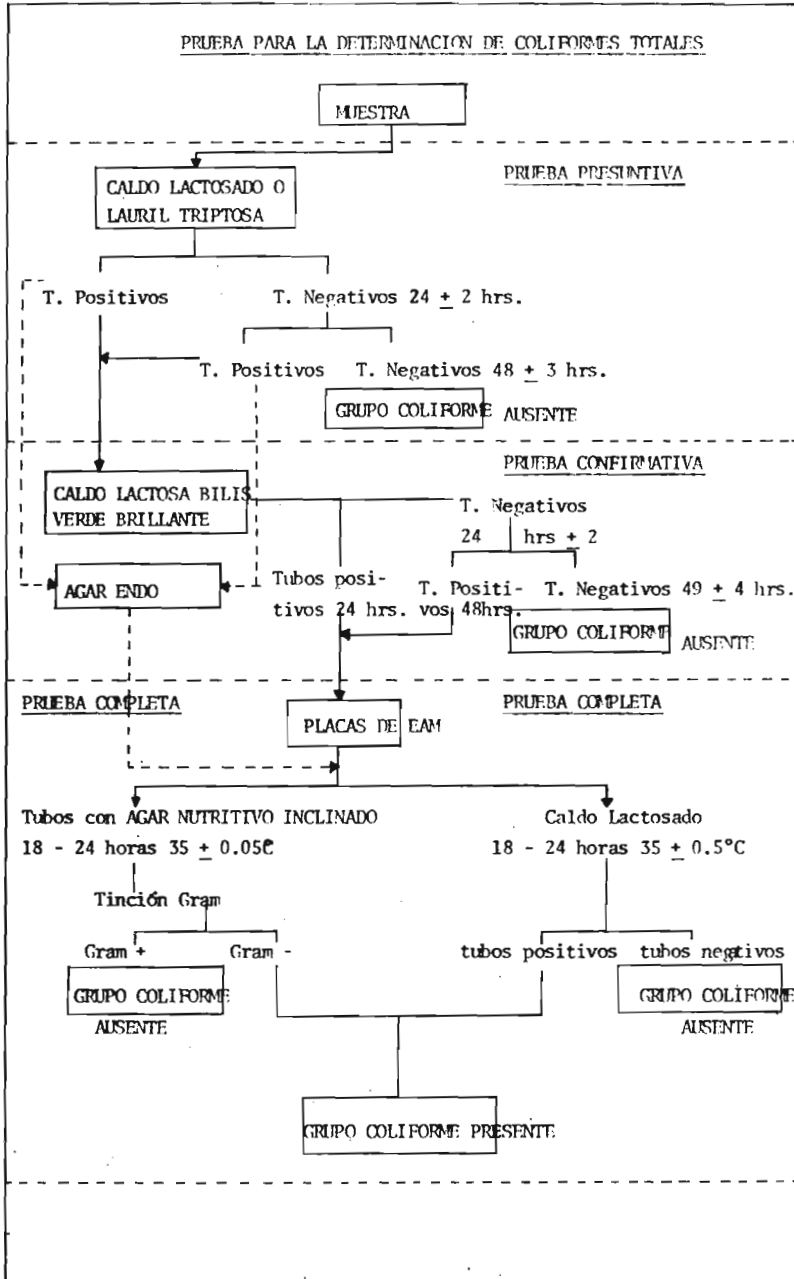 PRUEBA PARA LA DETERMINACION DE COLIFORMES TOTALES
MUESTRA
PRUEBA PRESUNTIVA
CALDO LACTOSADO O
LAURIL TRIPTOSA
T. Positivos
T. Negativos 24 ± 2 hrs.
T. Positivos
T. Negativos 48 ± 3 hrs.
GRUPO COLIFORME AUSENTE
PRUEBA CONFIRMATIVA
CALDO LACTOSA BILIS
VERDE BRILLANTE
T. Negativos
24 hrs ± 2
AGAR ENDO
Tubos posi-
tivos 24 hrs.
T. Positi-
vos 48hrs.
T. Negativos 49 ± 4 hrs.
GRUPO COLIFORME
AUSENTE
PRUEBA COMPLETA
PRUEBA COMPLETA
PLACAS DE EAM
Tubos con AGAR NUTRITIVO INCLINADO
18 - 24 horas 35 ± 0.05C
Caldo Lactosado
18 - 24 horas 35 ± 0.5°C
Tinción Gram
Gram +
Gram -
tubos positivos
tubos negativos
GRUPO COLIFORME
AUSENTE
GRUPO COLIFORME
AUSENTE
GRUPO COLIFORME PRESENTE